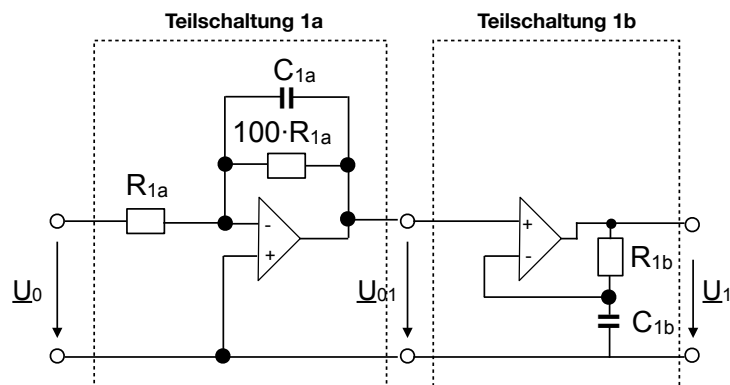 Teilschaltung 1a
Teilschaltung 1b
C1a
100·R1a
R1a
-
+
+
-
R1b
C1b
U0
U01
U1